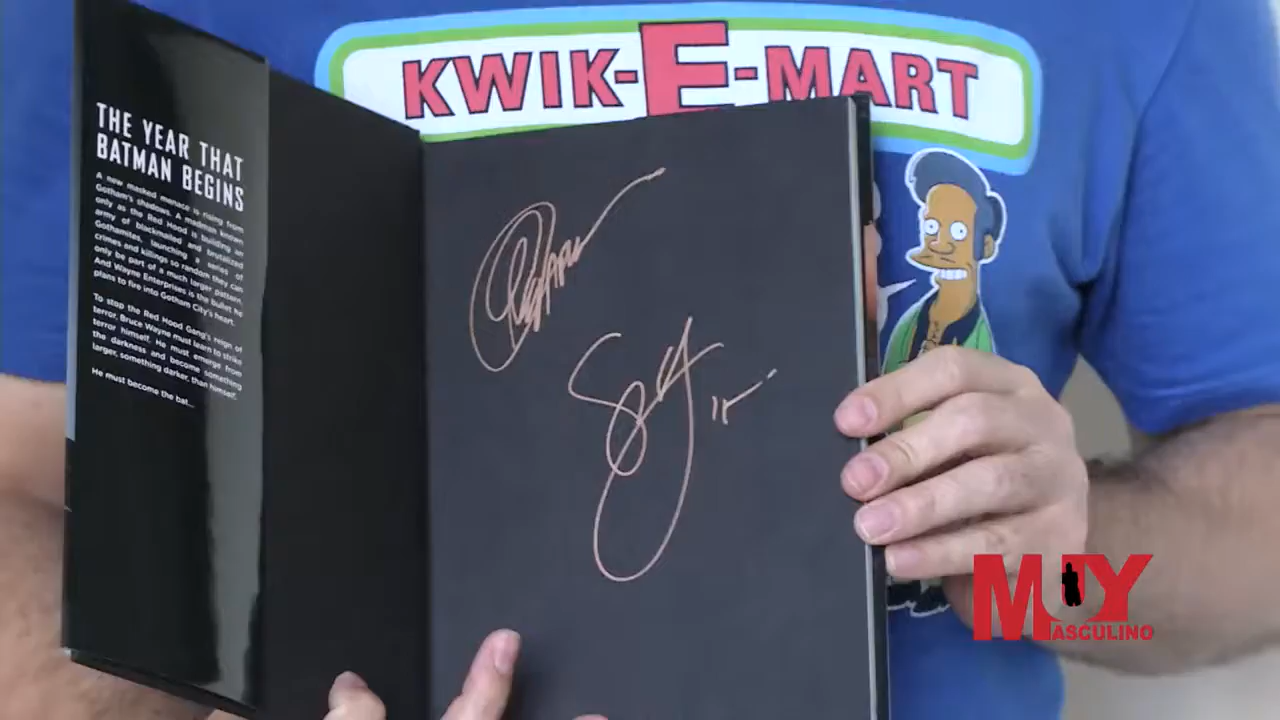 KWIK-E-MART
THE YEAR THAT
BATMAN BEGINS
A new masked menace is rising from
Gotham's shadows. A madman known
only as the Red Hood is building an
army of blackmailed and brutalized
Gothamites, launching a series of
crimes and killings so random they can
only be part of a much larger pattern.
And Wayne Enterprises is the bullet he
plans to fire into Gotham City's heart.
To stop the Red Hood Gang's reign of
terror, Bruce Wayne must learn to strike
terror himself. He must emerge from
the darkness and become something
larger, something darker, than himself.
He must become the bat...
MUY
MASCULINO